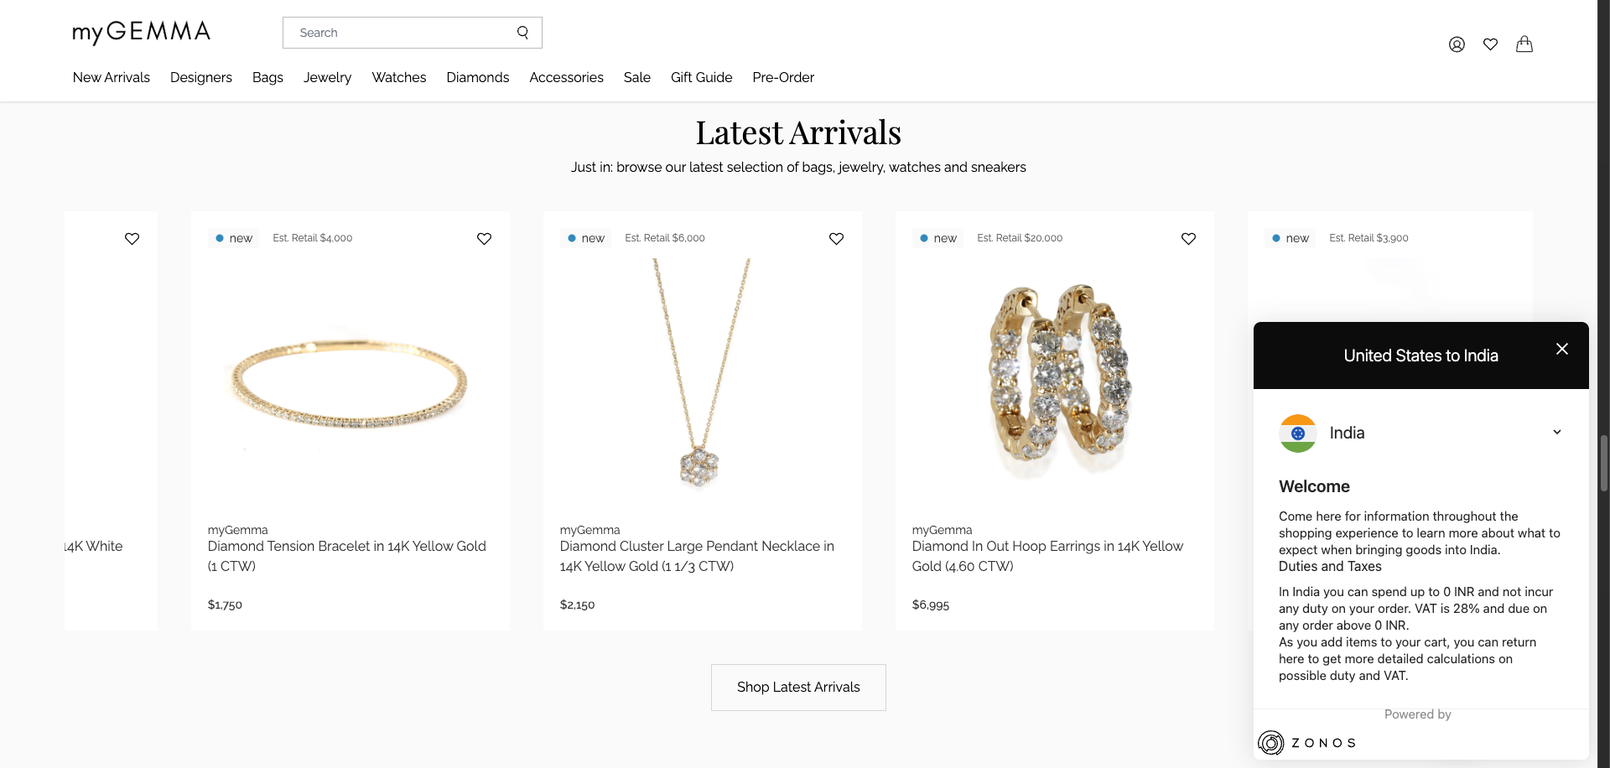 myGEMMA
Search
New Arrivals Designers Bags Jewelry Watches Diamonds Accessories Sale Gift Guide Pre-Order
Latest Arrivals
Just in: browse our latest selection of bags, jewelry, watches and sneakers
14K White
new Est. Retail $4,000
myGemma
Diamond Tension Bracelet in 14K Yellow Gold
(1 CTW)
$1,750
new Est. Retail $6,000
myGemma
Diamond Cluster Large Pendant Necklace in
14K Yellow Gold (1 1/3 CTW)
$2,150
new Est. Retail $20,000
myGemma
Diamond In Out Hoop Earrings in 14K Yellow
Gold (4.60 CTW)
$6,995
new Est. Retail $3,900
Shop Latest Arrivals
United States to India
India
Welcome
Come here for information throughout the
shopping experience to learn more about what to
expect when bringing goods into India.
Duties and Taxes
In India you can spend up to 0 INR and not incur
any duty on your order. VAT is 28% and due on
any order above 0 INR.
As you add items to your cart, you can return
here to get more detailed calculations on
possible duty and VAT.
Powered by
ZONOS